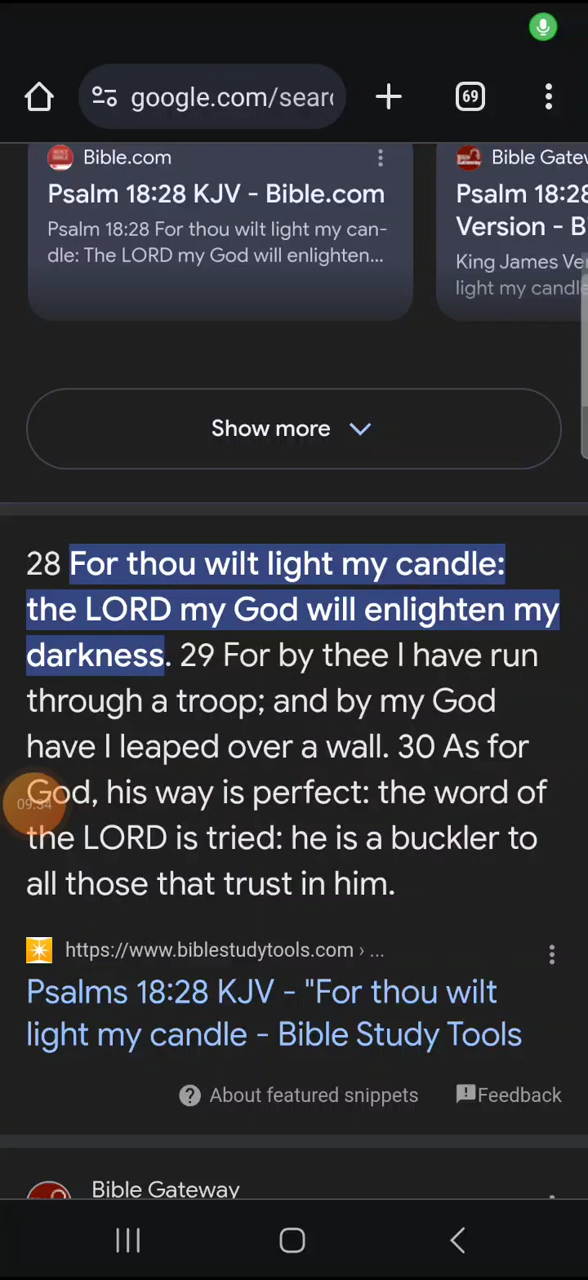 google.com/sear
69
Bible.com
Psalm 18:28 KJV - Bible.com
Psalm 18:28 For thou wilt light my can-
dle: The LORD my God will enlighten...
Bible Gatew
Psalm 18:28
Version - B
King James Ve
light my candle
Show more
28 For thou wilt light my candle:
the LORD my God will enlighten my
darkness. 29 For by thee I have run
through a troop; and by my God
have I leaped over a wall. 30 As for
God, his way is perfect: the word of
09:34
the LORD is tried: he is a buckler to
all those that trust in him.
https://www.biblestudytools.com › ...
Psalms 18:28 KJV - "For thou wilt
light my candle - Bible Study Tools
About featured snippets
Feedback
Bible Gateway